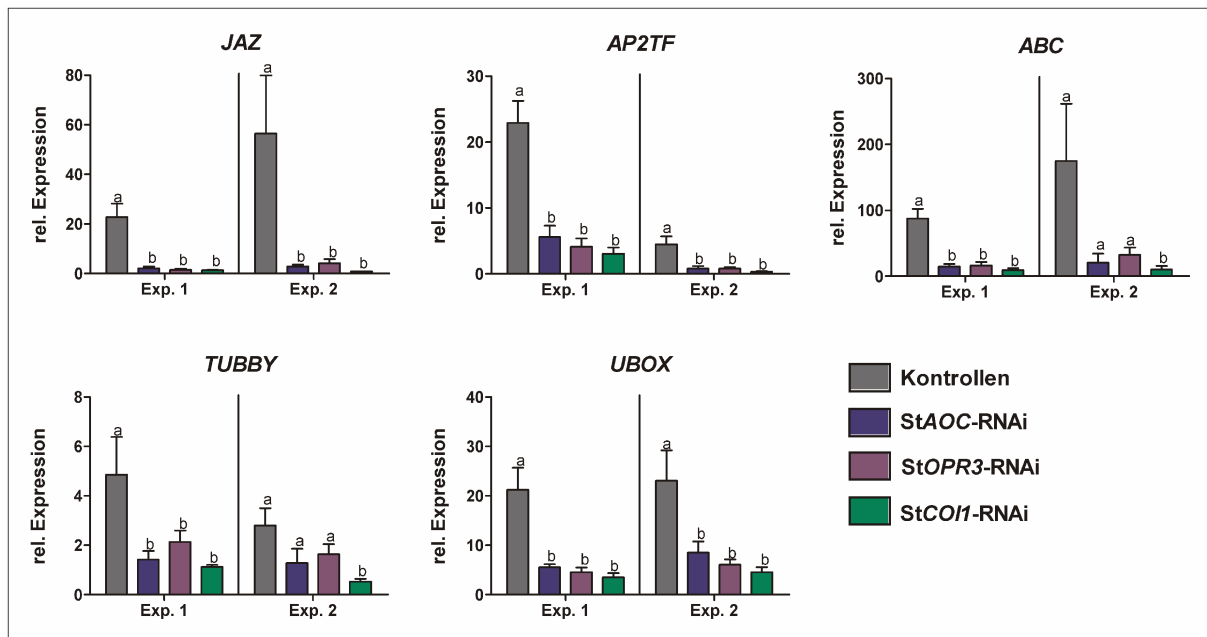 JAZ
rel. Expression
80
60
40
20
0
a
b
b
b
a
b
b
b
Exp. 1
Exp. 2
AP2TF
rel. Expression
30
20
10
0
a
b
b
b
a
b
b
b
Exp. 1
Exp. 2
ABC
rel. Expression
300
200
100
0
a
b
b
b
a
a
a
b
Exp. 1
Exp. 2
TUBBY
rel. Expression
8
6
4
2
0
a
b
b
b
a
a
a
b
Exp. 1
Exp. 2
UBOX
rel. Expression
40
30
20
10
0
a
b
b
b
a
b
b
b
Exp. 1
Exp. 2
Kontrollen
StAOC-RNAi
StOPR3-RNAi
StCOI1-RNAi